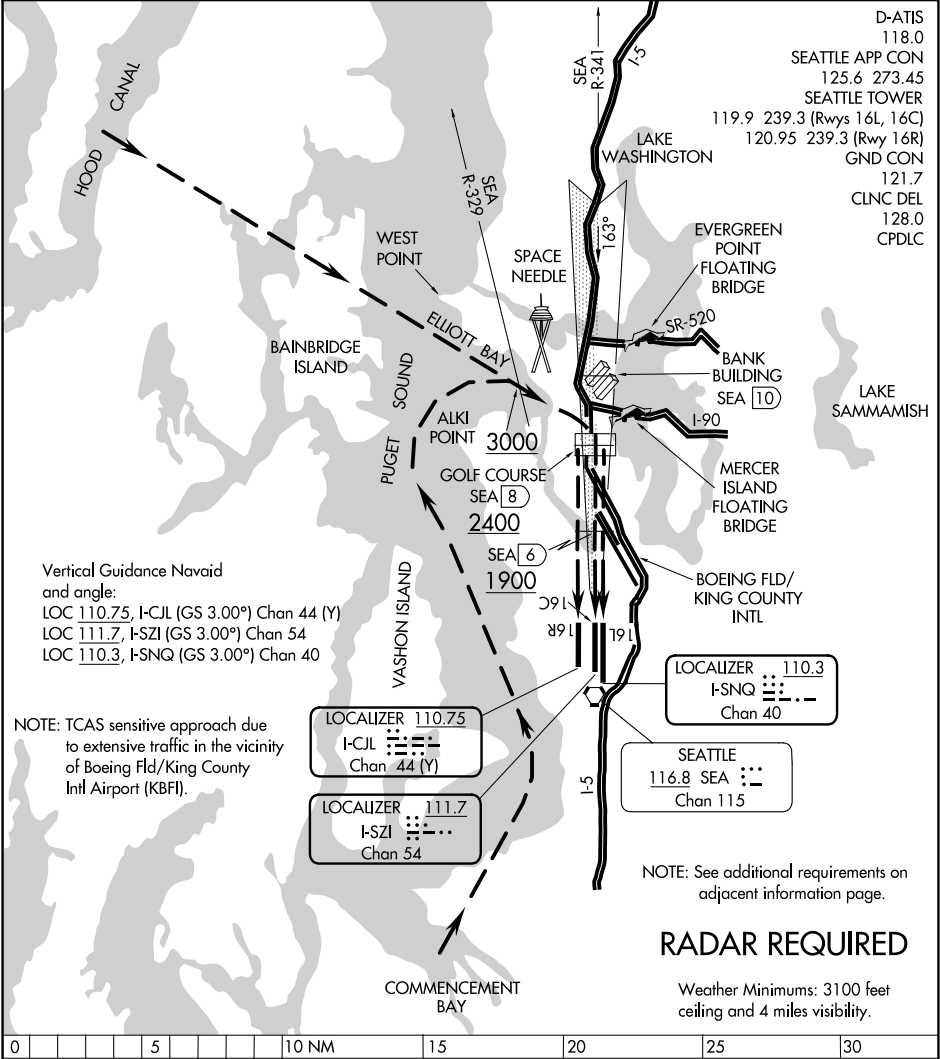 D-ATIS
118.0
SEATTLE APP CON
125.6 273.45
SEATTLE TOWER
119.9 239.3 (Rwys 16L, 16C)
120.95 239.3 (Rwy 16R)
GND CON
121.7
CLNC DEL
128.0
CPDLC
HOOD CANAL
SEA
R-341
I-5
LAKE
WASHINGTON
SEA
R-329
163°
WEST
POINT
SPACE
NEEDLE
EVERGREEN
POINT
FLOATING
BRIDGE
SR-520
ELLIOTT BAY
BAINBRIDGE
ISLAND
BANK
BUILDING
SEA 10
LAKE
SAMMAMISH
PUGET SOUND
ALKI
POINT
3000
I-90
GOLF COURSE
SEA 8
2400
MERCER
ISLAND
FLOATING
BRIDGE
SEA 6
1900
BOEING FLD/
KING COUNTY
INTL
Vertical Guidance Navaid
and angle:
LOC 110.75, I-CJL (GS 3.00°) Chan 44 (Y)
LOC 111.7, I-SZI (GS 3.00°) Chan 54
LOC 110.3, I-SNQ (GS 3.00°) Chan 40
VASHON ISLAND
16C
16R
16L
LOCALIZER 110.3
I-SNQ
Chan 40
NOTE: TCAS sensitive approach due
to extensive traffic in the vicinity
of Boeing Fld/King County
Intl Airport (KBFI).
LOCALIZER 110.75
I-CJL
Chan 44 (Y)
SEATTLE
116.8 SEA
Chan 115
I-5
LOCALIZER 111.7
I-SZI
Chan 54
NOTE: See additional requirements on
adjacent information page.
RADAR REQUIRED
COMMENCEMENT
BAY
Weather Minimums: 3100 feet
ceiling and 4 miles visibility.
0 5 10 NM 15 20 25 30